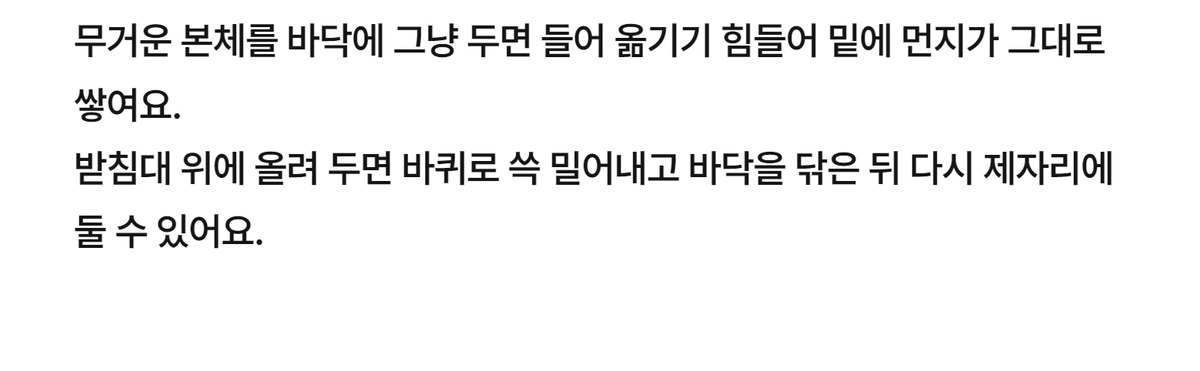 무거운 본체를 바닥에 그냥 두면 들어 옮기기 힘들어 밑에 먼지가 그대로
쌓여요.
받침대 위에 올려 두면 바퀴로 쓱 밀어내고 바닥을 닦은 뒤 다시 제자리에
둘 수 있어요.